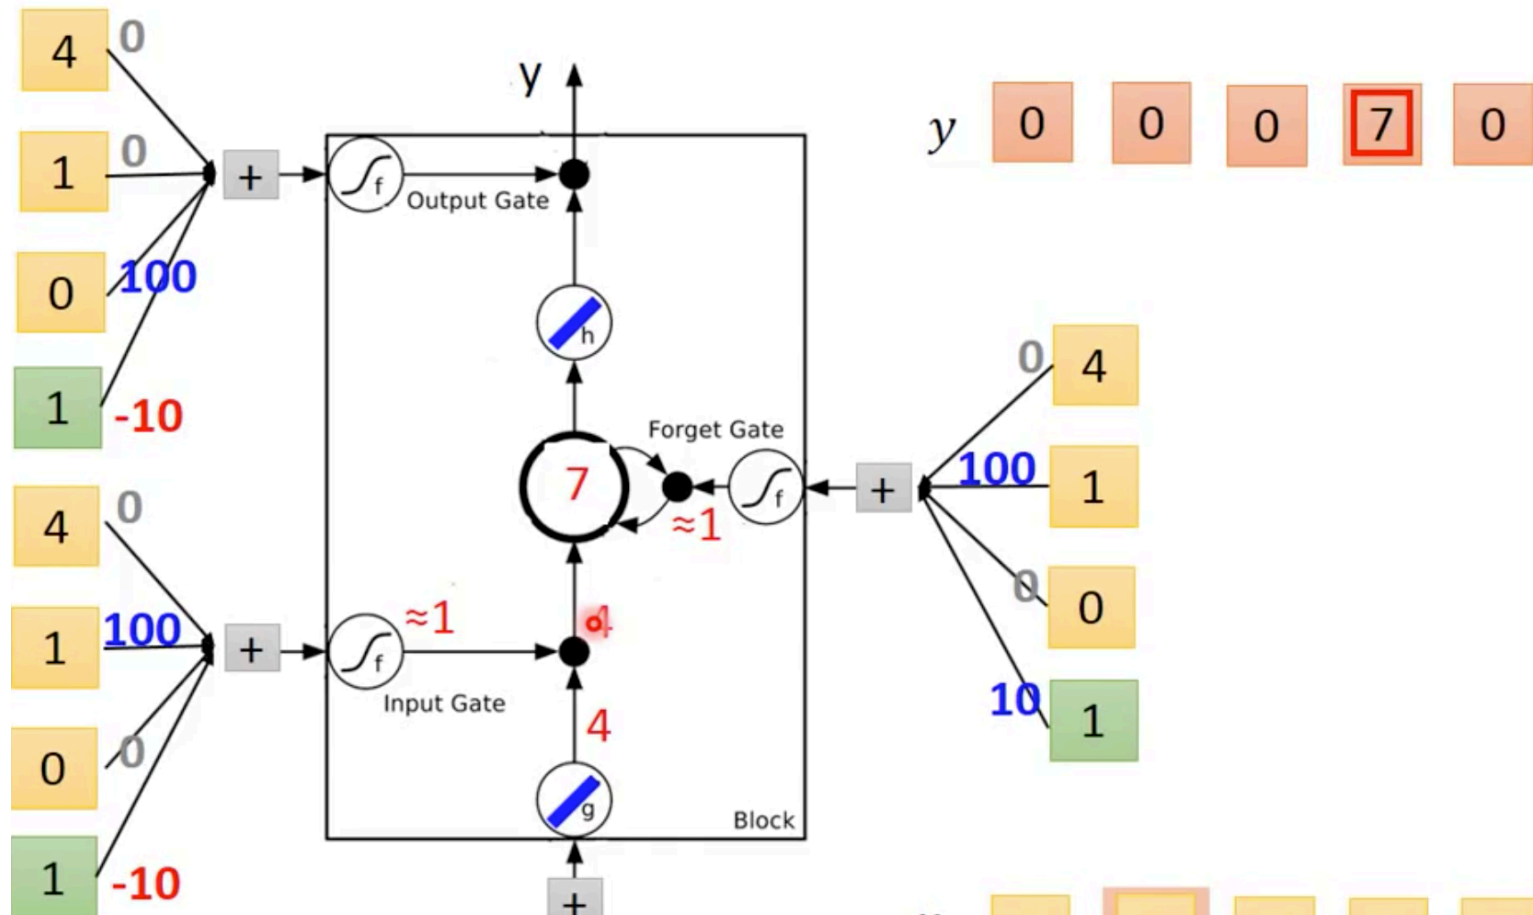 4 0
1 0
0 100
1 -10
+
f
Output Gate
y
y 0 0 0 7 0
h
Forget Gate
7
≈1
f
+
0 4
100 1
0 0
10 1
4 0
1 100
0 0
1 -10
+
f
≈1
Input Gate
4
4
g
Block
+